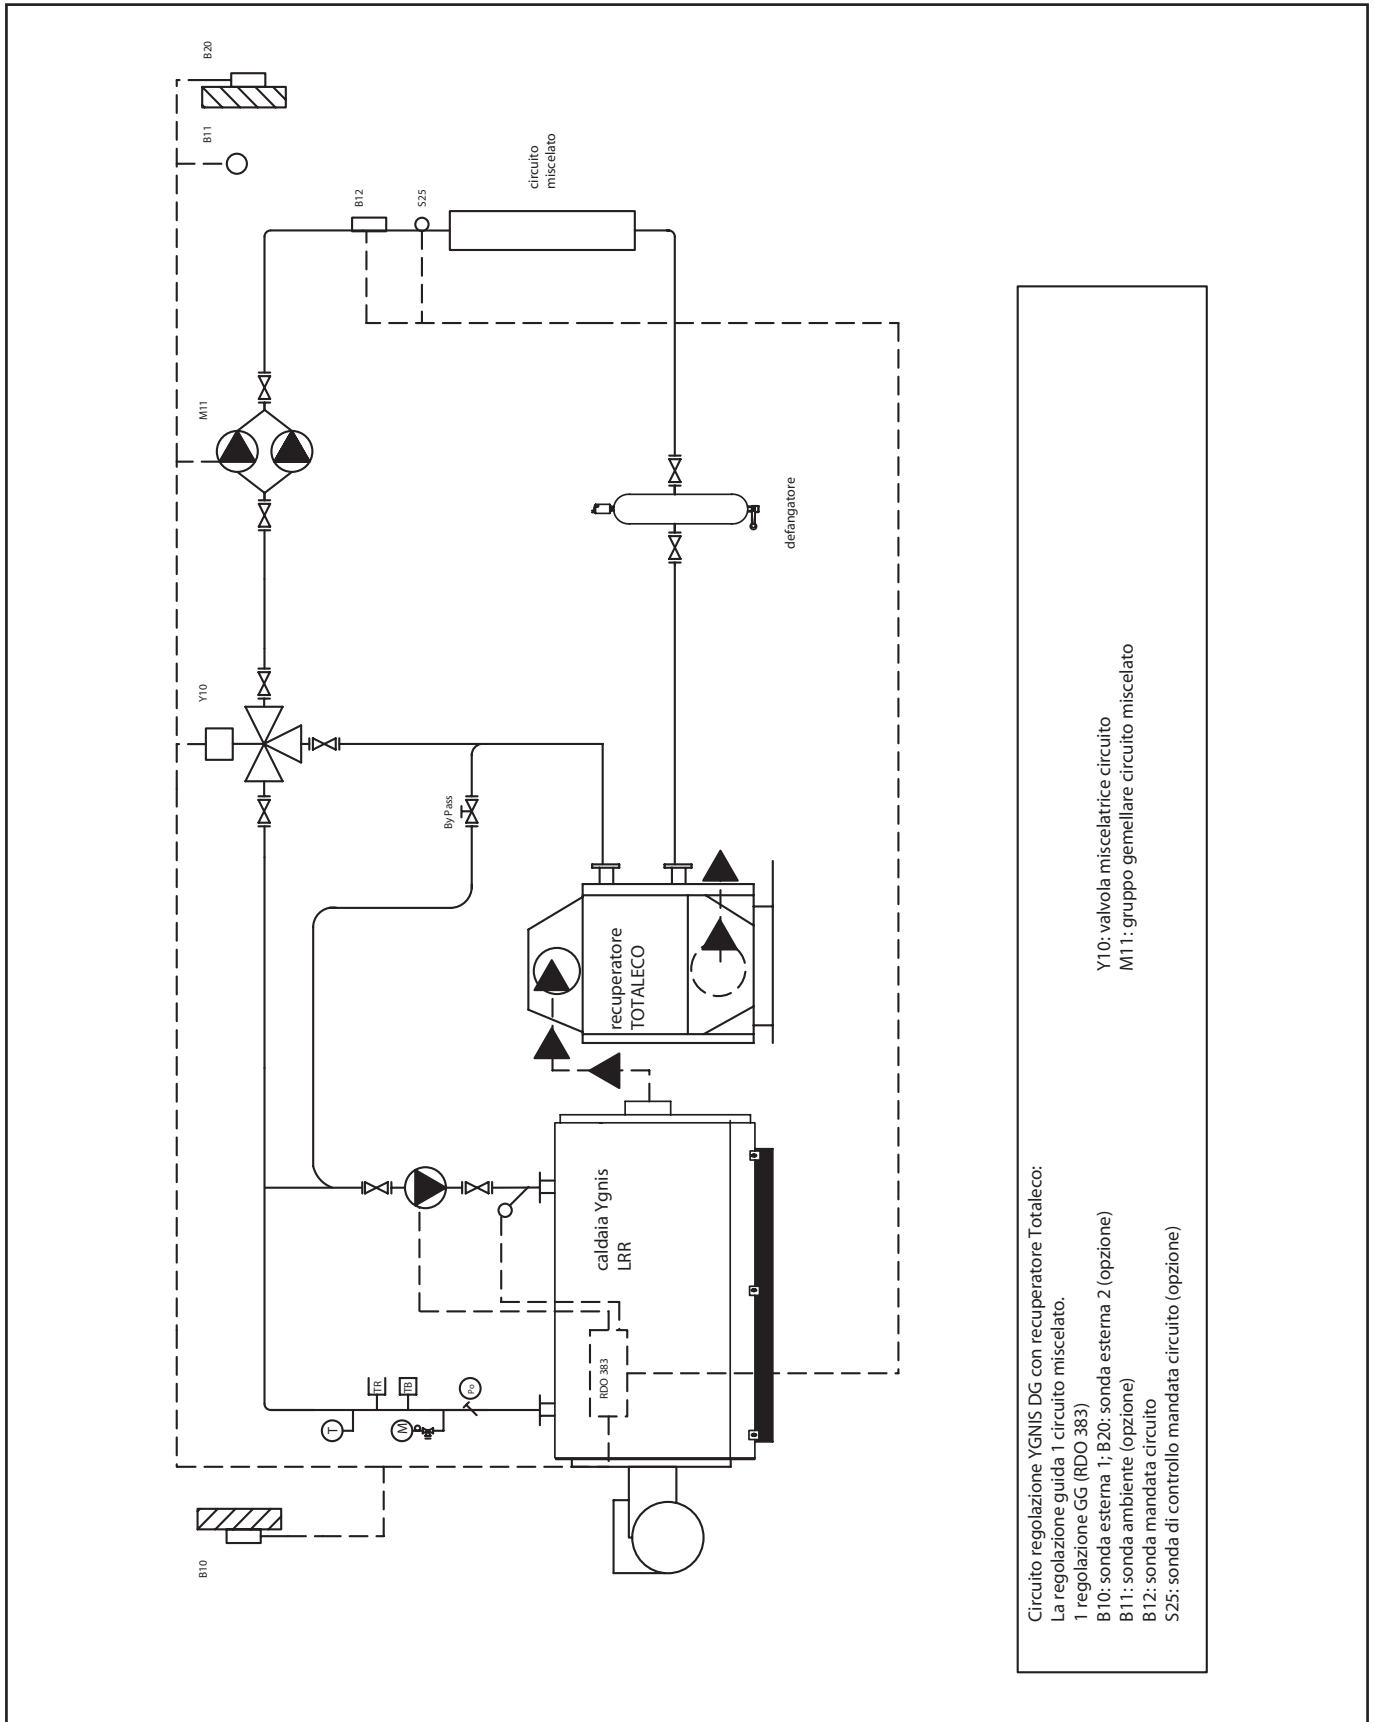 B20
B11
B12
S25
circuito
miscelato
M11
defangatore
Y10
By Pass
recuperatore
TOTALECO
caldaia Ygnis
LRR
RDO 383
TR
TB
Po
T
M
B10
Circuito regolazione YGNIS DG con recuperatore Totaleco:
La regolazione guida 1 circuito miscelato.
1 regolazione GG (RDO 383)
B10: sonda esterna 1; B20: sonda esterna 2 (opzione)
B11: sonda ambiente (opzione)
B12: sonda mandata circuito
S25: sonda di controllo mandata circuito (opzione)
Y10: valvola miscelatrice circuito
M11: gruppo gemellare circuito miscelato